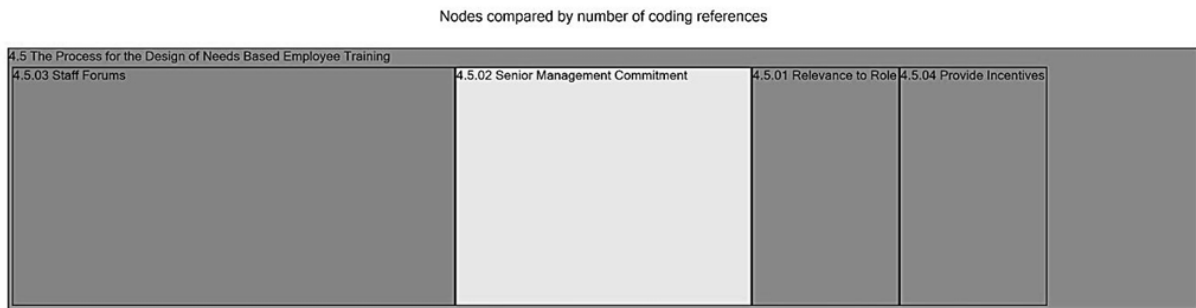 Nodes compared by number of coding references
4.5 The Process for the Design of Needs Based Employee Training
4.5.03 Staff Forums
4.5.02 Senior Management Commitment
4.5.01 Relevance to Role
4.5.04 Provide Incentives